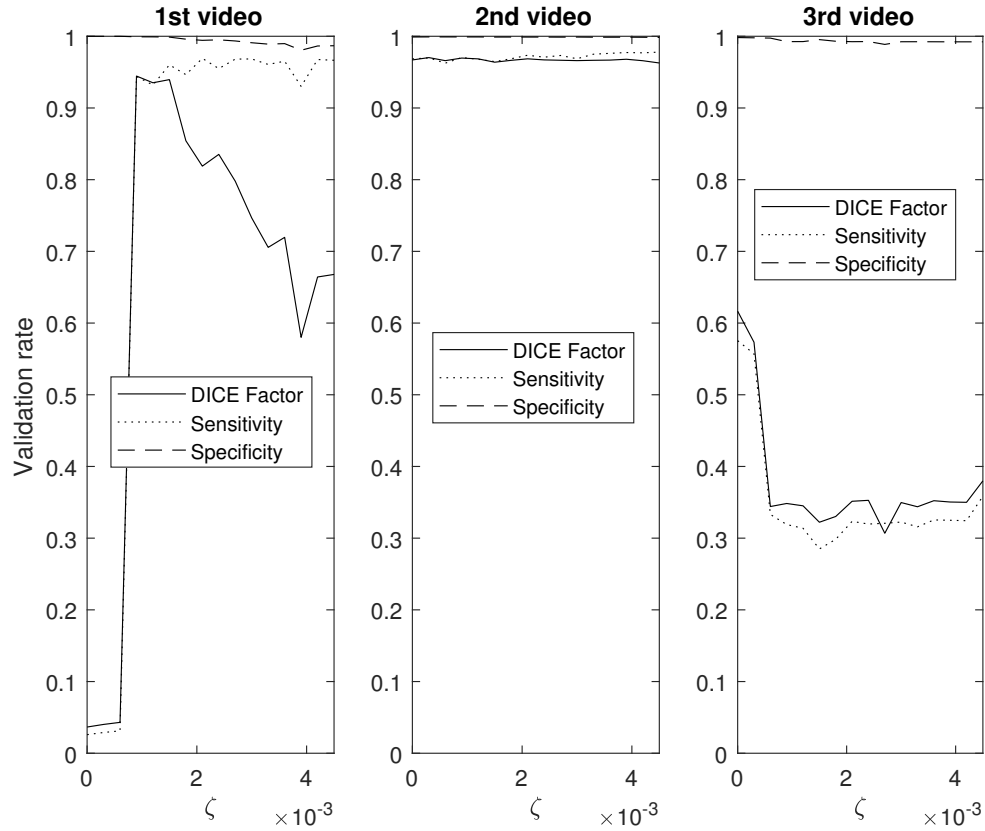 1st video
2nd video
3rd video
Validation rate
1
0.9
0.8
0.7
0.6
0.5
0.4
0.3
0.2
0.1
0
DICE Factor
Sensitivity
Specificity
0 2 4
ζ ×10⁻³
1
0.9
0.8
0.7
0.6
0.5
0.4
0.3
0.2
0.1
0
DICE Factor
Sensitivity
Specificity
0 2 4
ζ ×10⁻³
1
0.9
0.8
0.7
0.6
0.5
0.4
0.3
0.2
0.1
0
DICE Factor
Sensitivity
Specificity
0 2 4
ζ ×10⁻³